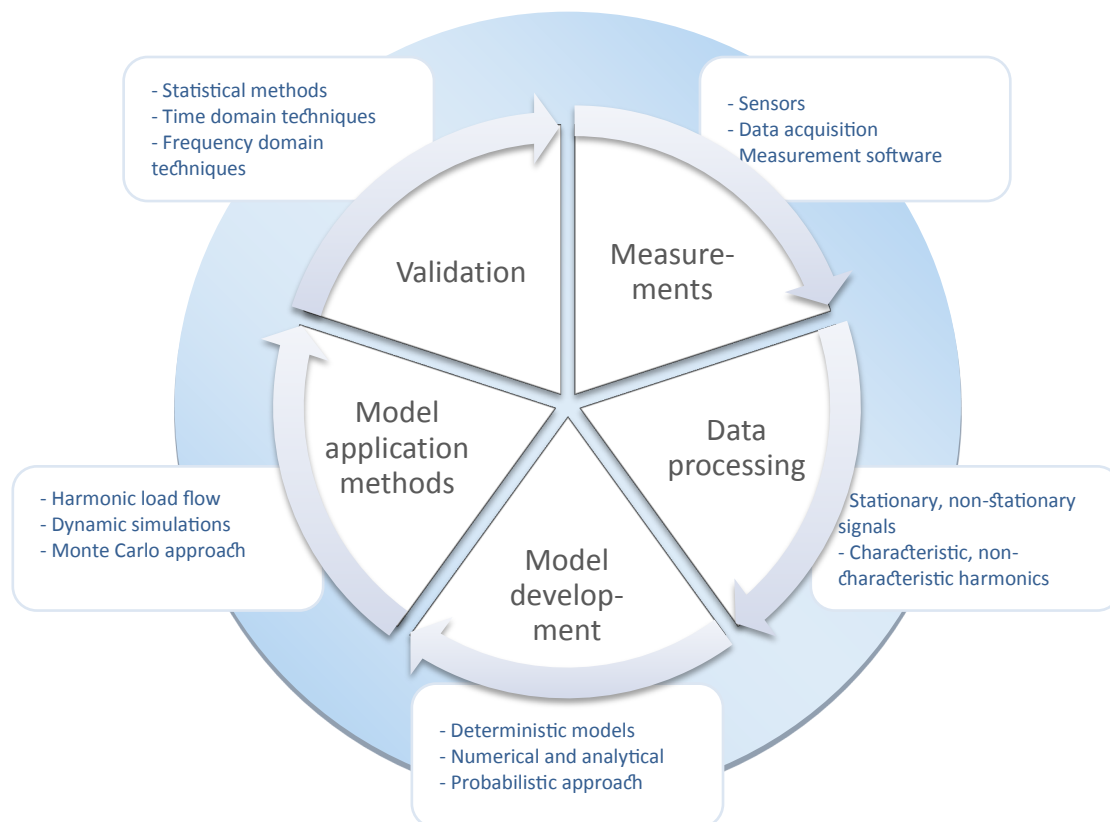 - Statistical methods
- Time domain techniques
- Frequency domain
techniques
- Sensors
- Data acquisition
- Measurement software
Validation
Measure-
ments
Model
application
methods
Data
processing
- Harmonic load flow
- Dynamic simulations
- Monte Carlo approach
- Stationary, non-stationary
signals
- Characteristic, non-
characteristic harmonics
Model
develop-
ment
- Deterministic models
- Numerical and analytical
- Probabilistic approach